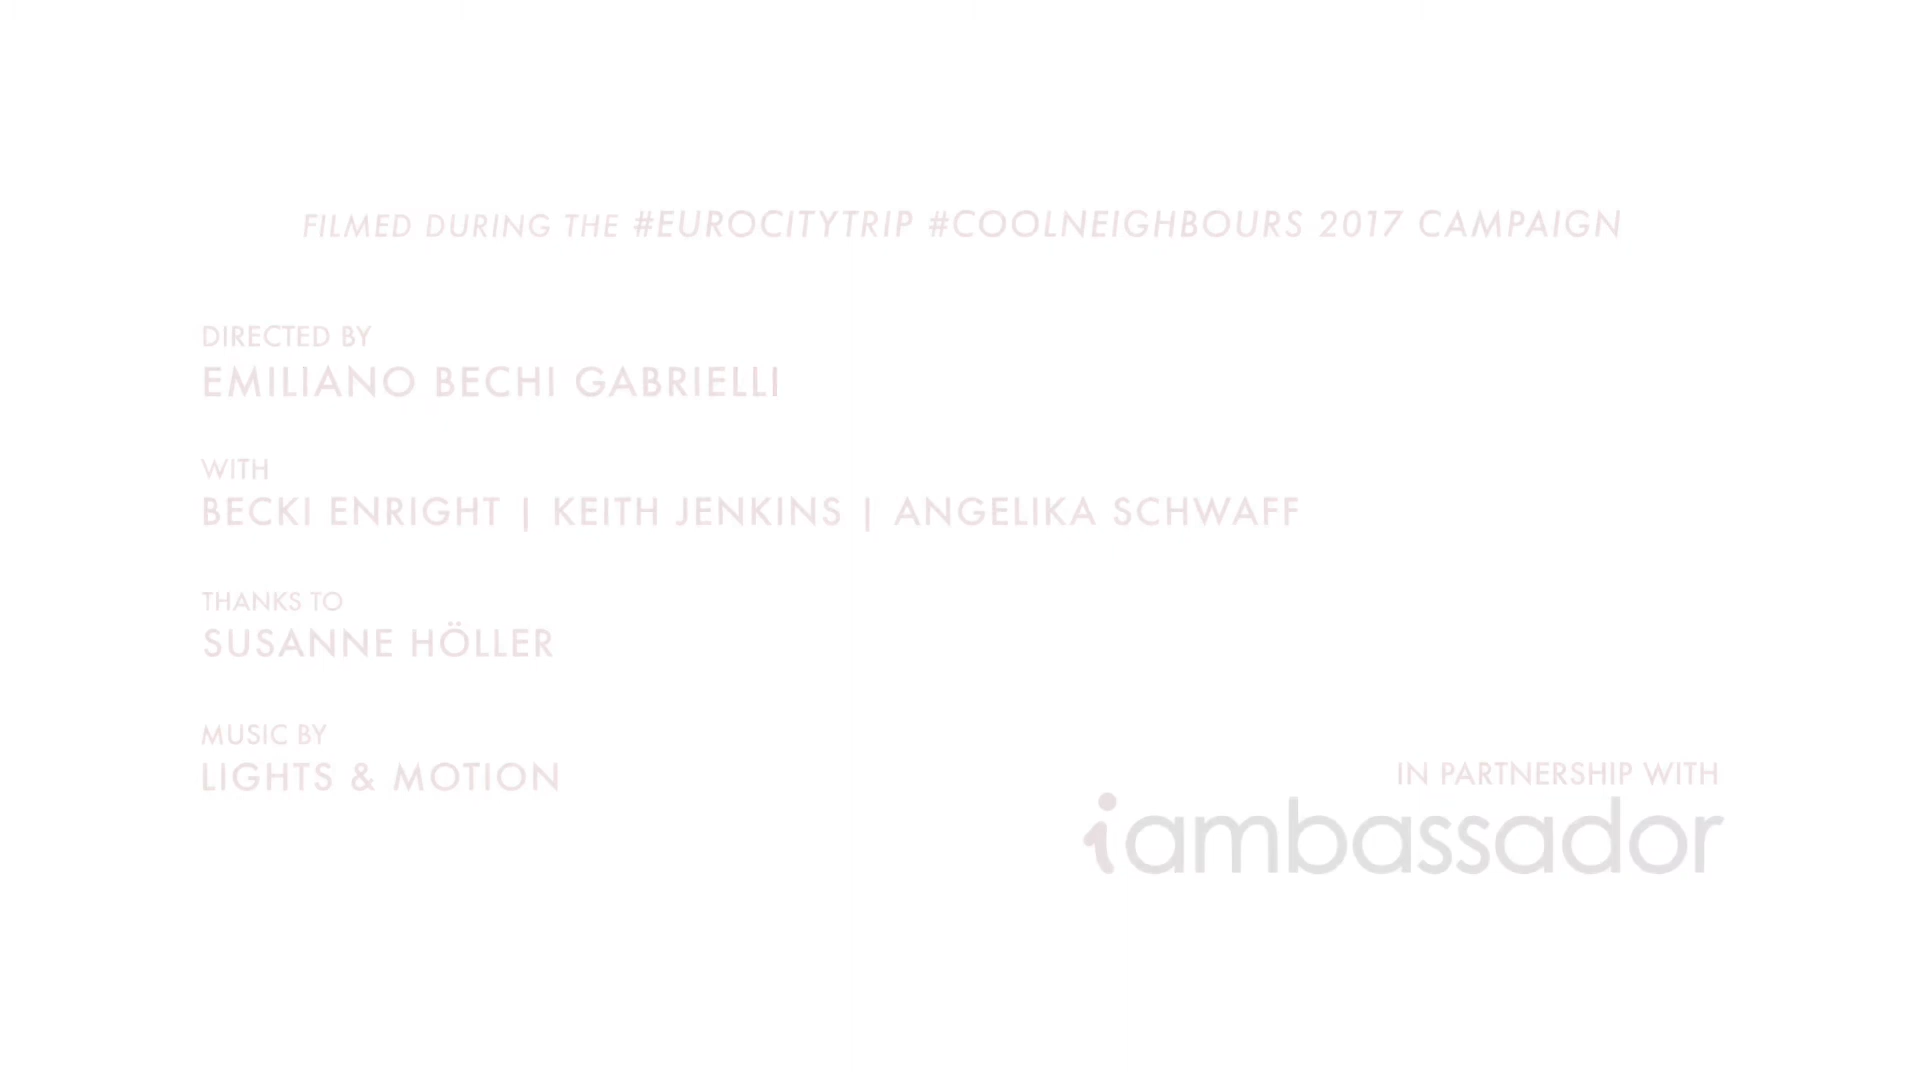 FILMED DURING THE #EUROCITYTRIP #COOLNEIGHBOURS 2017 CAMPAIGN
DIRECTED BY
EMILIANO BECHI GABRIELLI
WITH
BECKI ENRIGHT | KEITH JENKINS | ANGELIKA SCHWAFF
THANKS TO
SUSANNE HÖLLER
MUSIC BY
LIGHTS & MOTION
IN PARTNERSHIP WITH
iambassador